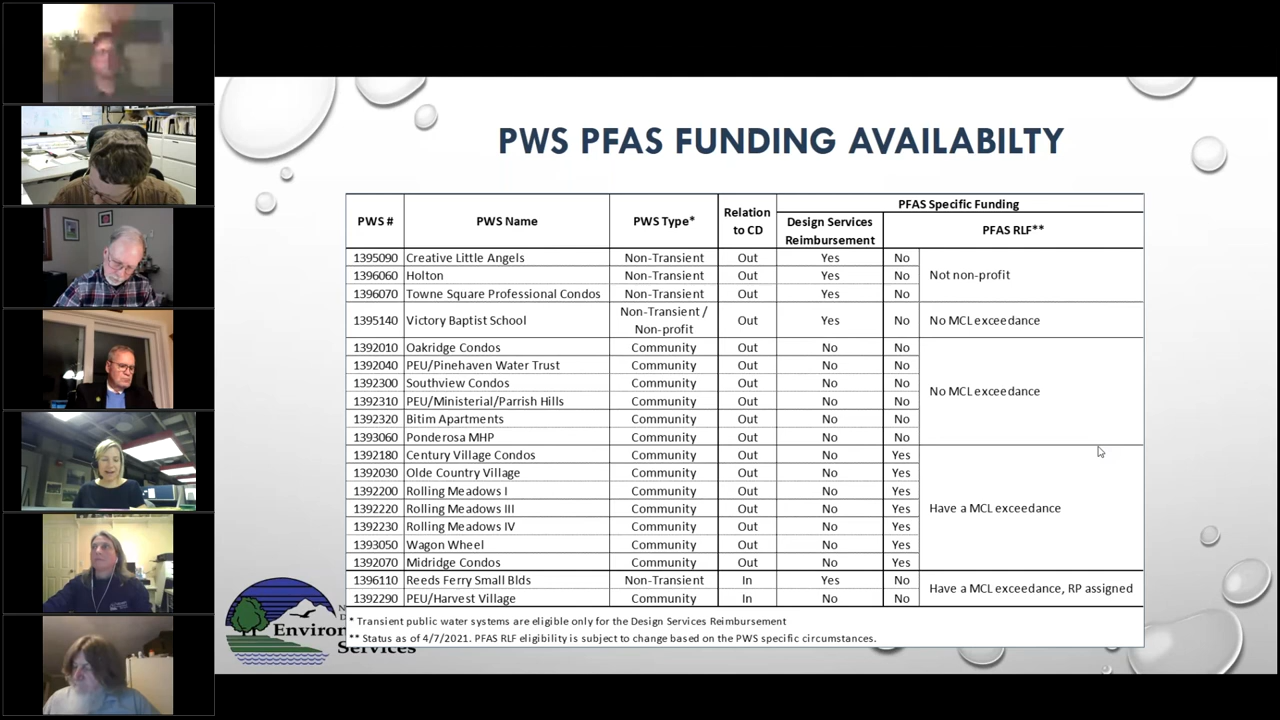 PWS PFAS FUNDING AVAILABILTY
PWS # PWS Name PWS Type* Relation to CD PFAS Specific Funding
Design Services Reimbursement PFAS RLF**
1395090 Creative Little Angels Non-Transient Out Yes No
1396060 Holton Non-Transient Out Yes No Not non-profit
1396070 Towne Square Professional Condos Non-Transient Out Yes No
1395140 Victory Baptist School Non-Transient / Non-profit Out Yes No No MCL exceedance
1392010 Oakridge Condos Community Out No No
1392040 PEU/Pinehaven Water Trust Community Out No No
1392300 Southview Condos Community Out No No
1392310 PEU/Ministerial/Parrish Hills Community Out No No No MCL exceedance
1392320 Bitim Apartments Community Out No No
1393060 Ponderosa MHP Community Out No No
1392180 Century Village Condos Community Out No Yes
1392030 Olde Country Village Community Out No Yes
1392200 Rolling Meadows I Community Out No Yes
1392220 Rolling Meadows III Community Out No Yes Have a MCL exceedance
1392230 Rolling Meadows IV Community Out No Yes
1393050 Wagon Wheel Community Out No Yes
1392070 Midridge Condos Community Out No Yes
1396110 Reeds Ferry Small Blds Non-Transient In Yes No Have a MCL exceedance, RP assigned
1392290 PEU/Harvest Village Community In No No
* Transient public water systems are eligible only for the Design Services Reimbursement
** Status as of 4/7/2021. PFAS RLF eligibility is subject to change based on the PWS specific circumstances.
Environ
Services